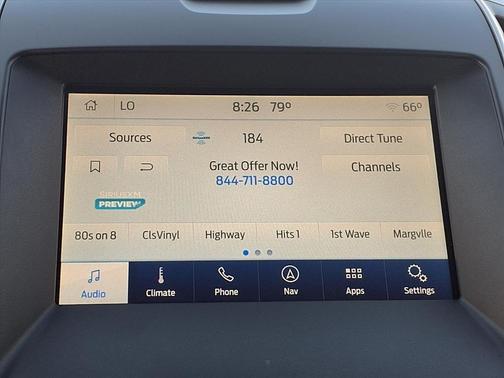 LO 8:26 79° 66°
Sources SiriusXM 184 Direct Tune
Great Offer Now! Channels
844-711-8800
SIRIUSXM
PREVIEW
80s on 8 ClsVinyl Highway Hits 1 1st Wave Margvlle
Audio Climate Phone Nav Apps Settings